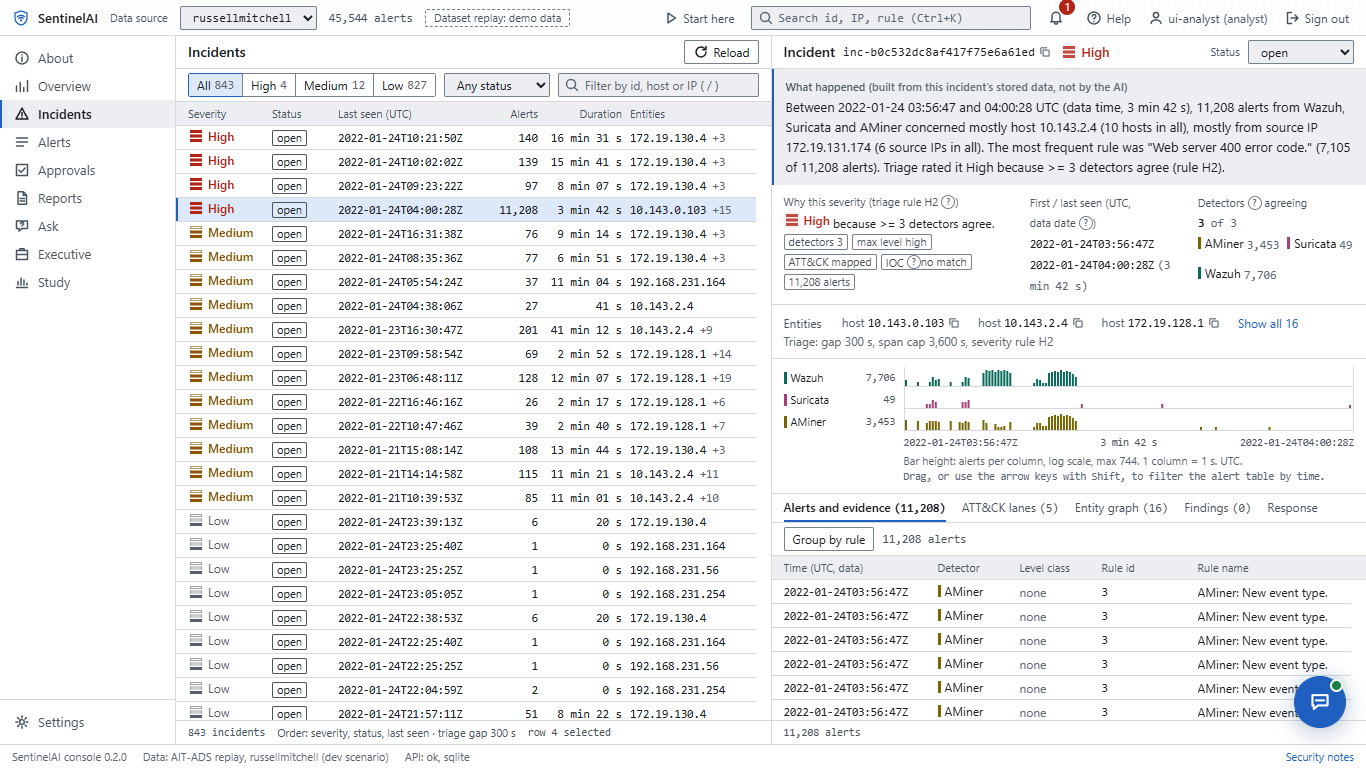 SentinelAI
Data source
russellmitchell
45,544 alerts
Dataset replay: demo data
Start here
Search id, IP, rule (Ctrl+K)
1
Help
ui-analyst (analyst)
Sign out
About
Overview
Incidents
Alerts
Approvals
Reports
Ask
Executive
Study
Settings
Incidents
Reload
All 843
High 4
Medium 12
Low 827
Any status
Filter by id, host or IP ( / )
Severity Status Last seen (UTC) Alerts Duration Entities
High open 2022-01-24T10:21:50Z 140 16 min 31 s 172.19.130.4 +3
High open 2022-01-24T10:02:02Z 139 15 min 41 s 172.19.130.4 +3
High open 2022-01-24T09:23:22Z 97 8 min 07 s 172.19.130.4 +3
High open 2022-01-24T04:00:28Z 11,208 3 min 42 s 10.143.0.103 +15
Medium open 2022-01-24T16:31:38Z 76 9 min 14 s 172.19.130.4 +3
Medium open 2022-01-24T08:35:36Z 77 6 min 51 s 172.19.130.4 +3
Medium open 2022-01-24T05:54:24Z 37 11 min 04 s 192.168.231.164
Medium open 2022-01-24T04:38:06Z 27 41 s 10.143.2.4
Medium open 2022-01-23T16:30:47Z 201 41 min 12 s 10.143.2.4 +9
Medium open 2022-01-23T09:58:54Z 69 2 min 52 s 172.19.128.1 +14
Medium open 2022-01-23T06:48:11Z 128 12 min 07 s 172.19.128.1 +19
Medium open 2022-01-22T16:46:16Z 26 2 min 17 s 172.19.128.1 +6
Medium open 2022-01-22T10:47:46Z 39 2 min 40 s 172.19.128.1 +7
Medium open 2022-01-21T15:08:14Z 108 13 min 44 s 172.19.130.4 +3
Medium open 2022-01-21T14:14:58Z 115 11 min 21 s 10.143.2.4 +11
Medium open 2022-01-21T10:39:53Z 85 11 min 01 s 10.143.2.4 +10
Low open 2022-01-24T23:39:13Z 6 20 s 172.19.130.4
Low open 2022-01-24T23:25:40Z 1 0 s 192.168.231.164
Low open 2022-01-24T23:25:25Z 1 0 s 192.168.231.56
Low open 2022-01-24T23:05:05Z 1 0 s 192.168.231.254
Low open 2022-01-24T22:38:53Z 6 20 s 172.19.130.4
Low open 2022-01-24T22:25:40Z 1 0 s 192.168.231.164
Low open 2022-01-24T22:25:25Z 1 0 s 192.168.231.56
Low open 2022-01-24T22:04:59Z 2 0 s 192.168.231.254
Low open 2022-01-24T21:57:11Z 51 8 min 22 s 172.19.130.4
843 incidents Order: severity, status, last seen · triage gap 300 s row 4 selected
Incident inc-b0c532dc8af417f75e6a61ed High
Status open
What happened (built from this incident's stored data, not by the AI)
Between 2022-01-24 03:56:47 and 04:00:28 UTC (data time, 3 min 42 s), 11,208 alerts from Wazuh,
Suricata and AMiner concerned mostly host 10.143.2.4 (10 hosts in all), mostly from source IP
172.19.131.174 (6 source IPs in all). The most frequent rule was "Web server 400 error code." (7,105
of 11,208 alerts). Triage rated it High because >= 3 detectors agree (rule H2).
Why this severity (triage rule H2 ?)
High because >= 3 detectors agree.
detectors 3
max level high
ATT&CK mapped
IOC ? no match
11,208 alerts
First / last seen (UTC,
data date ?)
2022-01-24T03:56:47Z
2022-01-24T04:00:28Z (3
min 42 s)
Detectors ? agreeing
3 of 3
AMiner 3,453 Suricata 49
Wazuh 7,706
Entities host 10.143.0.103 host 10.143.2.4 host 172.19.128.1 Show all 16
Triage: gap 300 s, span cap 3,600 s, severity rule H2
Wazuh 7,706
Suricata 49
AMiner 3,453
2022-01-24T03:56:47Z 3 min 42 s 2022-01-24T04:00:28Z
Bar height: alerts per column, log scale, max 744. 1 column = 1 s. UTC.
Drag, or use the arrow keys with Shift, to filter the alert table by time.
Alerts and evidence (11,208)
ATT&CK lanes (5)
Entity graph (16)
Findings (0)
Response
Group by rule
11,208 alerts
Time (UTC, data) Detector Level class Rule id Rule name
2022-01-24T03:56:47Z AMiner none 3 AMiner: New event type.
2022-01-24T03:56:47Z AMiner none 3 AMiner: New event type.
2022-01-24T03:56:47Z AMiner none 3 AMiner: New event type.
2022-01-24T03:56:47Z AMiner none 3 AMiner: New event type.
2022-01-24T03:56:47Z AMiner none 3 AMiner: New event
2022-01-24T03:56:47Z AMiner none 3 AMiner: New event
11,208 alerts
SentinelAI console 0.2.0
Data: AIT-ADS replay, russellmitchell (dev scenario)
API: ok, sqlite
Security notes